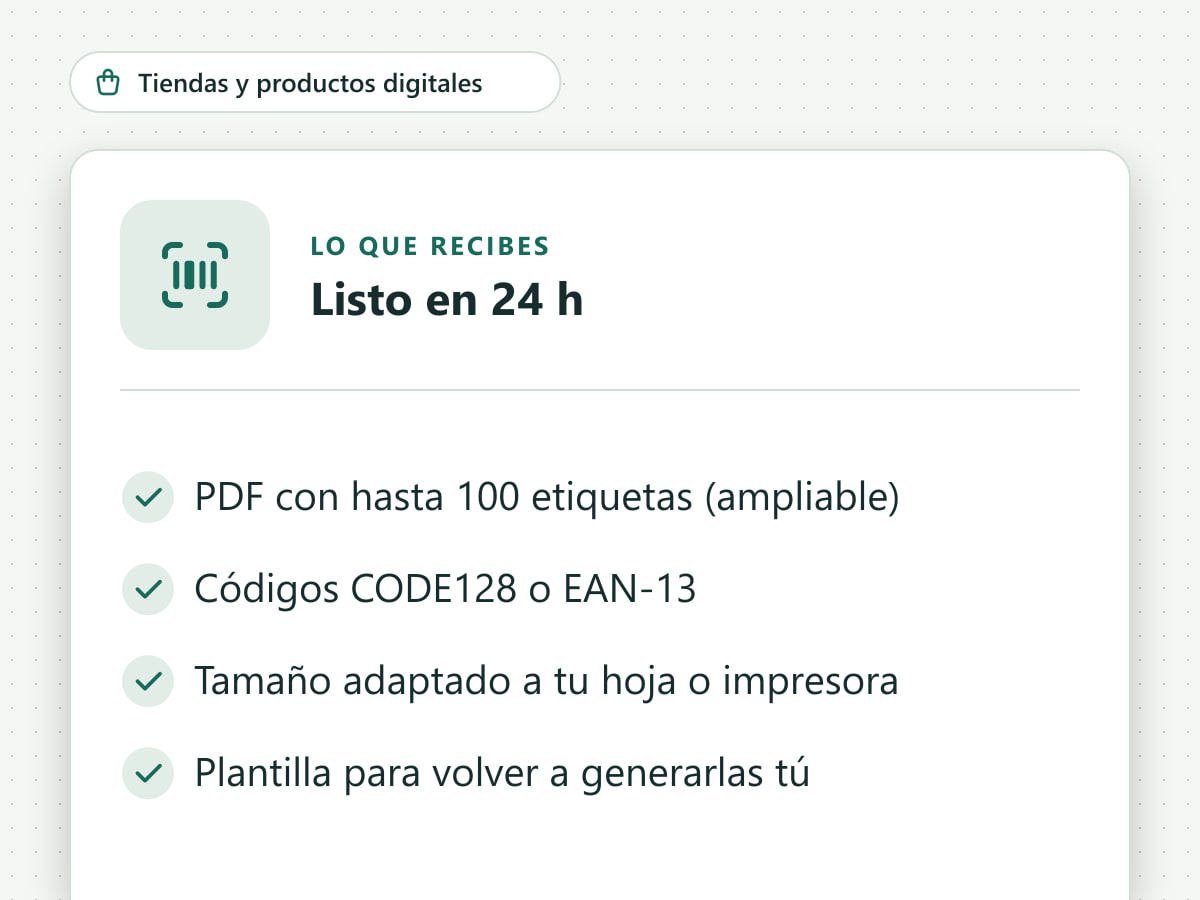 Tiendas y productos digitales
LO QUE RECIBES
Listo en 24 h
PDF con hasta 100 etiquetas (ampliable)
Códigos CODE128 o EAN-13
Tamaño adaptado a tu hoja o impresora
Plantilla para volver a generarlas tú